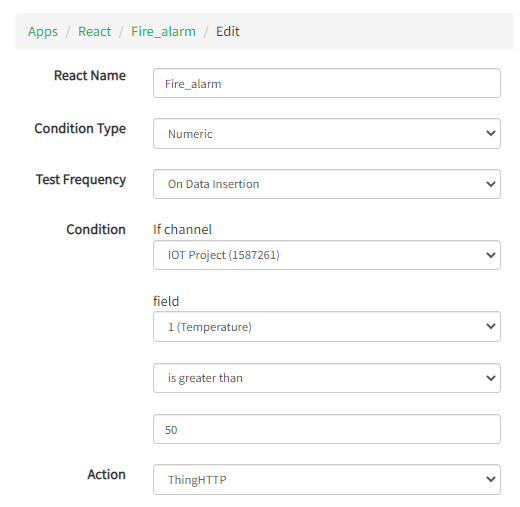 Apps / React / Fire_alarm / Edit
React Name
Fire_alarm
Condition Type
Numeric
Test Frequency
On Data Insertion
Condition
If channel
IOT Project (1587261)
field
1 (Temperature)
is greater than
50
Action
ThingHTTP